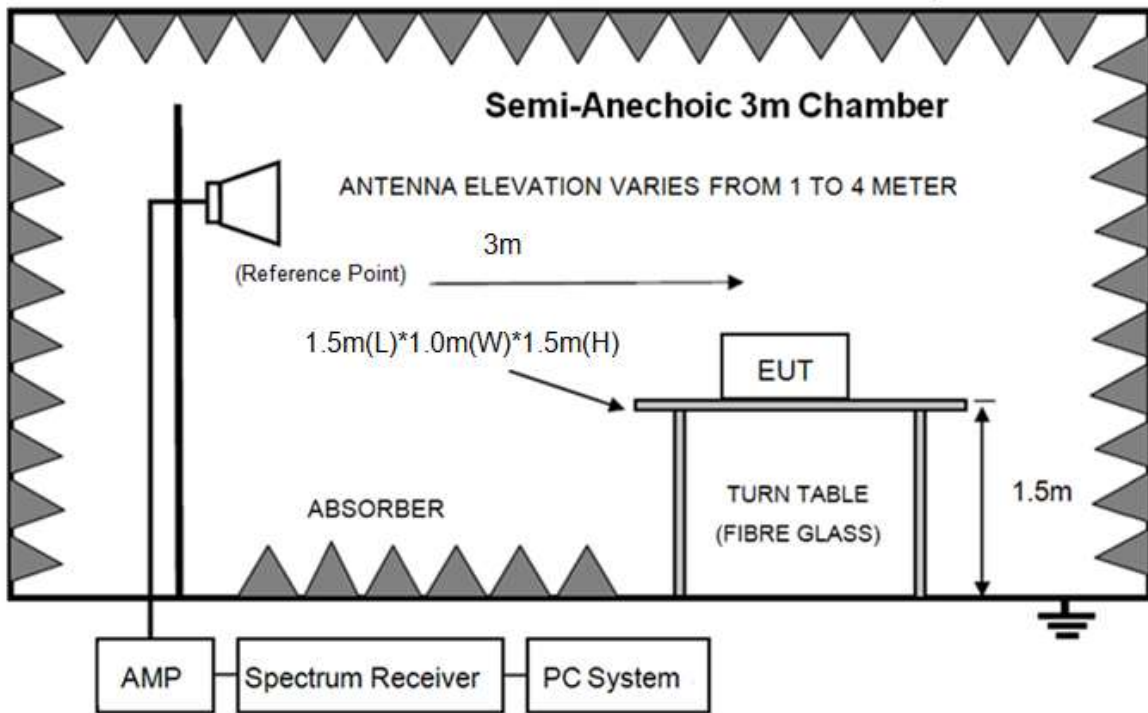 Semi-Anechoic 3m Chamber
ANTENNA ELEVATION VARIES FROM 1 TO 4 METER
3m
(Reference Point)
1.5m(L)*1.0m(W)*1.5m(H)
EUT
ABSORBER
TURN TABLE
(FIBRE GLASS)
1.5m
AMP
Spectrum Receiver
PC System